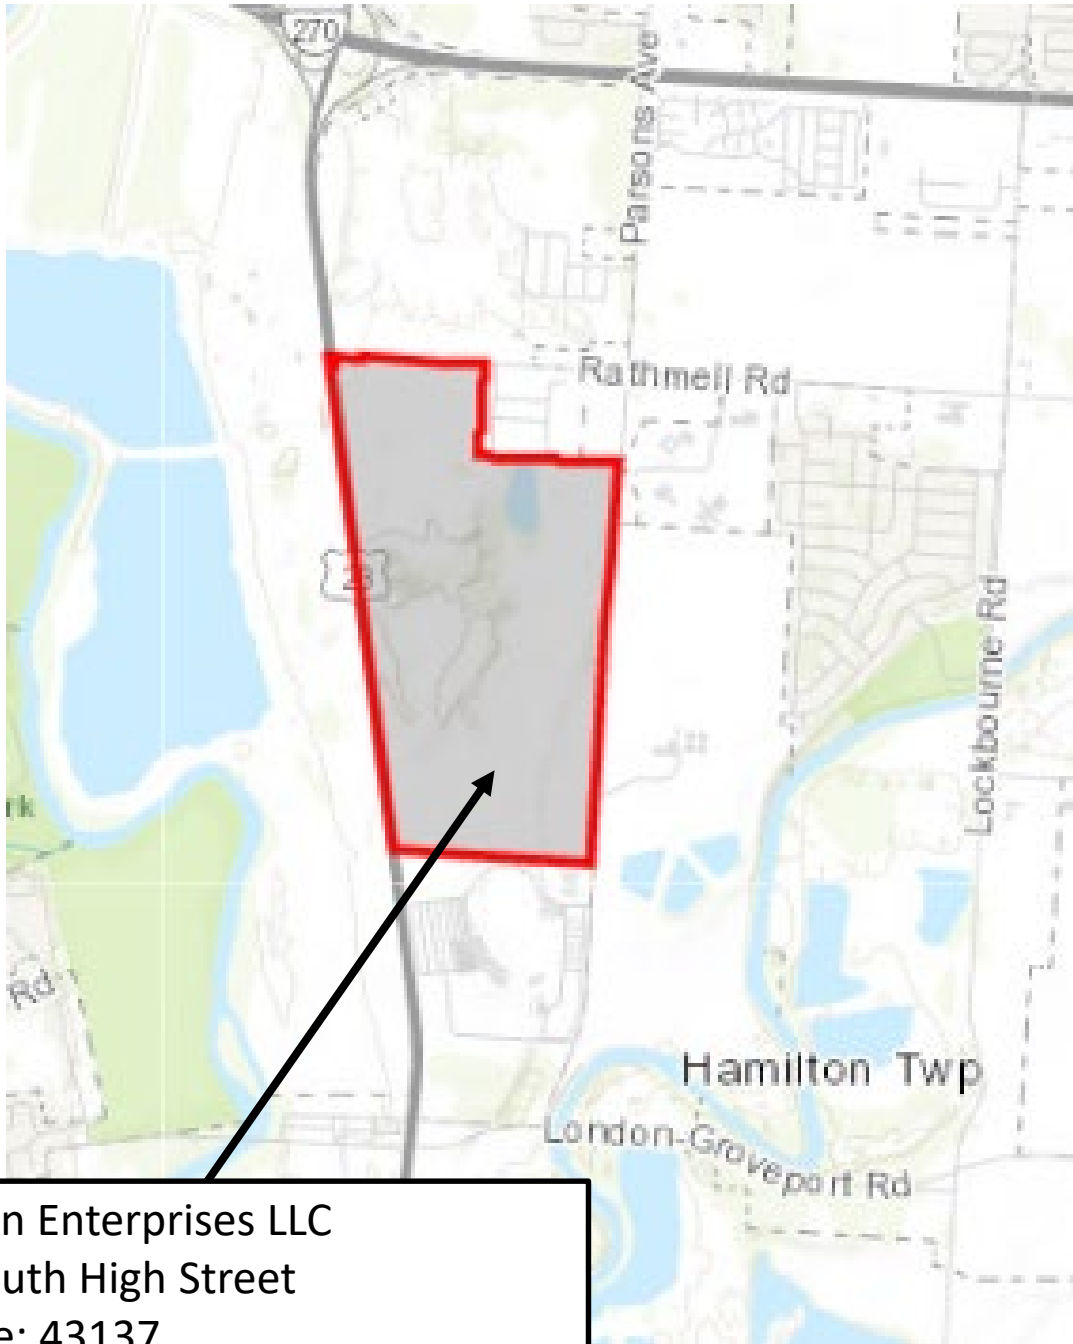 270
Parsons Ave
Rathmell Rd
23
Lockbourne Rd
rk
Rd
Hamilton Twp
London-Groveport Rd
n Enterprises LLC
uth High Street
e: 43137